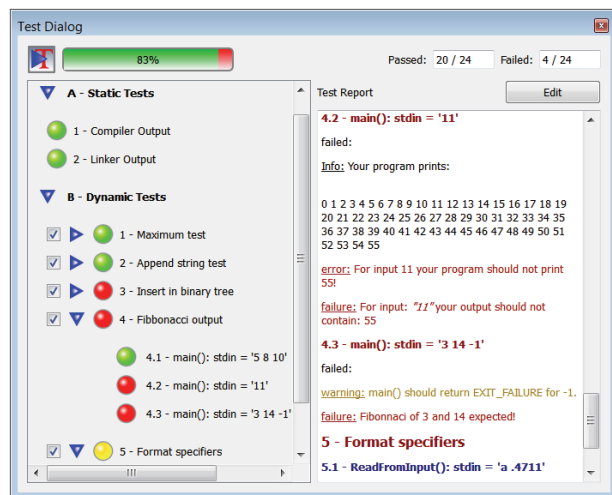 Test Dialog
T
83%
Passed: 20 / 24 Failed: 4 / 24
A - Static Tests
1 - Compiler Output
2 - Linker Output
B - Dynamic Tests
1 - Maximum test
2 - Append string test
3 - Insert in binary tree
4 - Fibbonacci output
4.1 - main(): stdin = '5 8 10'
4.2 - main(): stdin = '11'
4.3 - main(): stdin = '3 14 -1'
5 - Format specifiers
Test Report Edit
4.2 - main(): stdin = '11'
failed:
Info: Your program prints:
0 1 2 3 4 5 6 7 8 9 10 11 12 13 14 15 16 17 18 19
20 21 22 23 24 25 26 27 28 29 30 31 32 33 34 35
36 37 38 39 40 41 42 43 44 45 46 47 48 49 50 51
52 53 54 55
error: For input 11 your program should not print
55!
failure: For input: "11" your output should not
contain: 55
4.3 - main(): stdin = '3 14 -1'
failed:
warning: main() should return EXIT_FAILURE for -1.
failure: Fibonnaci of 3 and 14 expected!
5 - Format specifiers
5.1 - ReadFromInput(): stdin = 'a .4711'